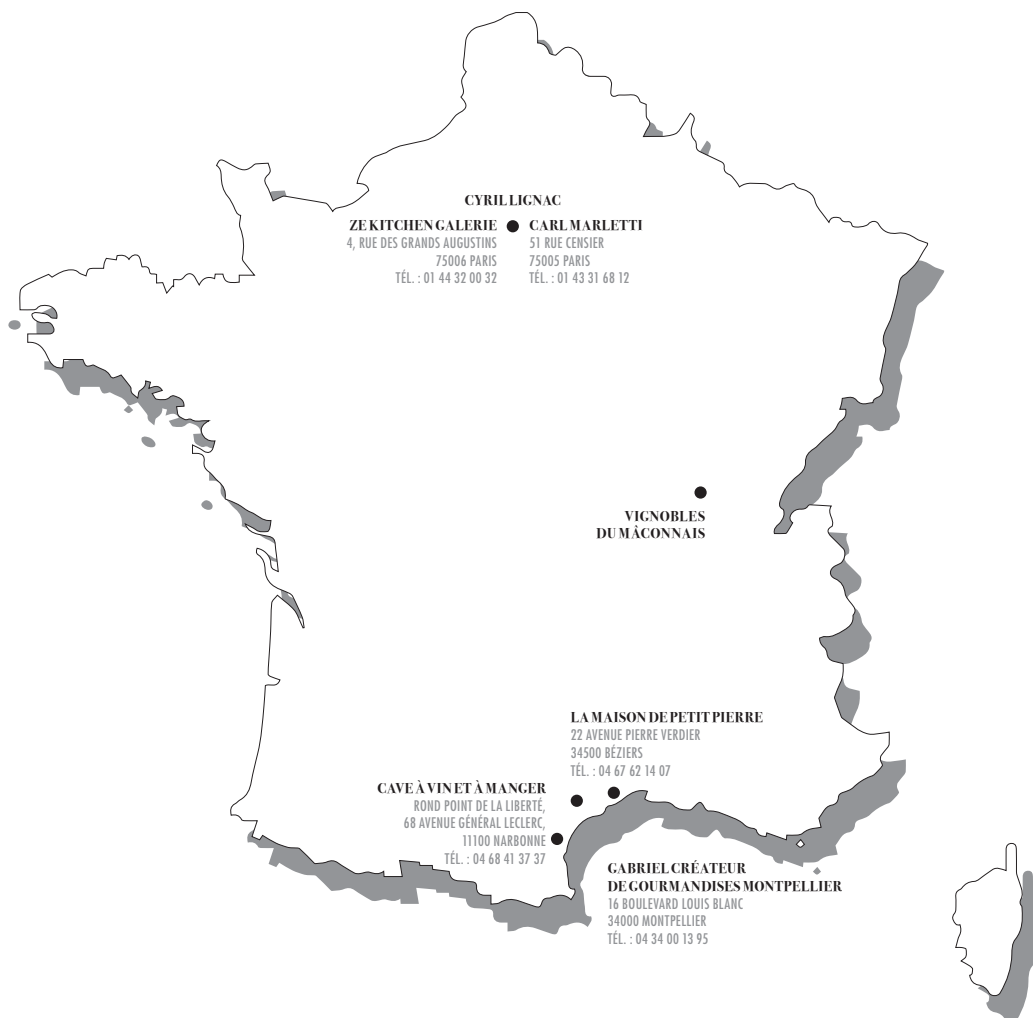 CYRIL LIGNAC
ZE KITCHEN GALERIE
4, RUE DES GRANDS AUGUSTINS
75006 PARIS
TÉL. : 01 44 32 00 32
CARL MARLETTI
51 RUE CENSIER
75005 PARIS
TÉL. : 01 43 31 68 12
VIGNOBLES
DU MÂCONNAIS
LA MAISON DE PETIT PIERRE
22 AVENUE PIERRE VERDIER
34500 BÉZIERS
TÉL. : 04 67 62 14 07
CAVE À VIN ET À MANGER
ROND POINT DE LA LIBERTÉ,
68 AVENUE GÉNÉRAL LECLERC,
11100 NARBONNE
TÉL. : 04 68 41 37 37
GABRIEL CRÉATEUR
DE GOURMANDISES MONTPELLIER
16 BOULEVARD LOUIS BLANC
34000 MONTPELLIER
TÉL. : 04 34 00 13 95